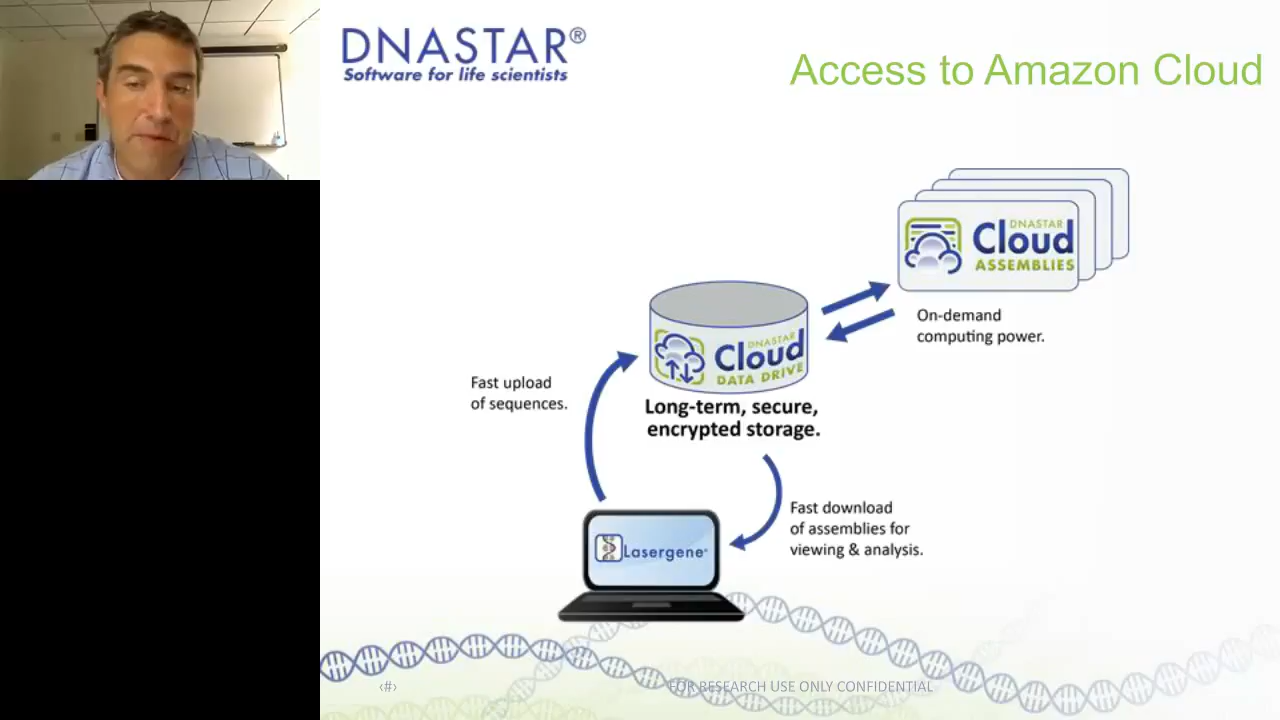 DNASTAR®
Software for life scientists
Access to Amazon Cloud
DNASTAR
Cloud
ASSEMBLIES
On-demand
computing power.
DNASTAR
Cloud
DATA DRIVE
Fast upload
of sequences.
Long-term, secure,
encrypted storage.
Fast download
of assemblies for
viewing & analysis.
Lasergene®
‹#›
FOR RESEARCH USE ONLY CONFIDENTIAL